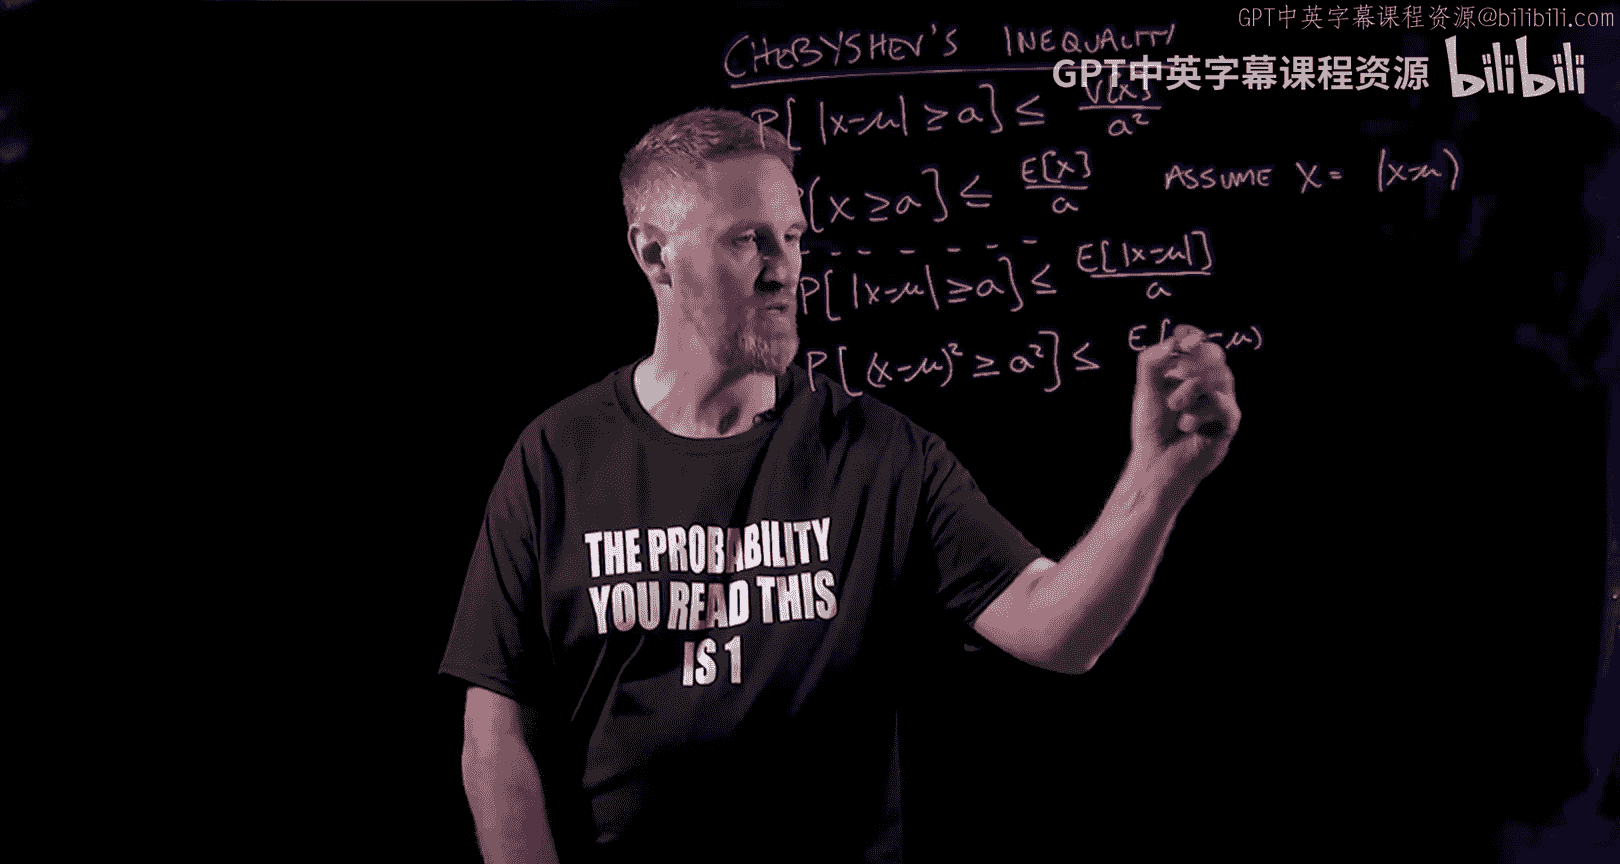 GPT中英字幕课程资源@bilibili.com
GPT中英字幕课程资源 bilibili
CHEBYSHEV'S INEQUALITY
P[ |x-μ| ≥ a ] ≤ V[x] / a²
P[ x ≥ a ] ≤ E[x] / a ASSUME X = |x-μ|
P[ |x-μ| ≥ a ] ≤ E[|x-μ|] / a
P[ (x-μ)² ≥ a² ] ≤ E[ -μ)
THE PROBABILITY
YOU READ THIS
IS 1